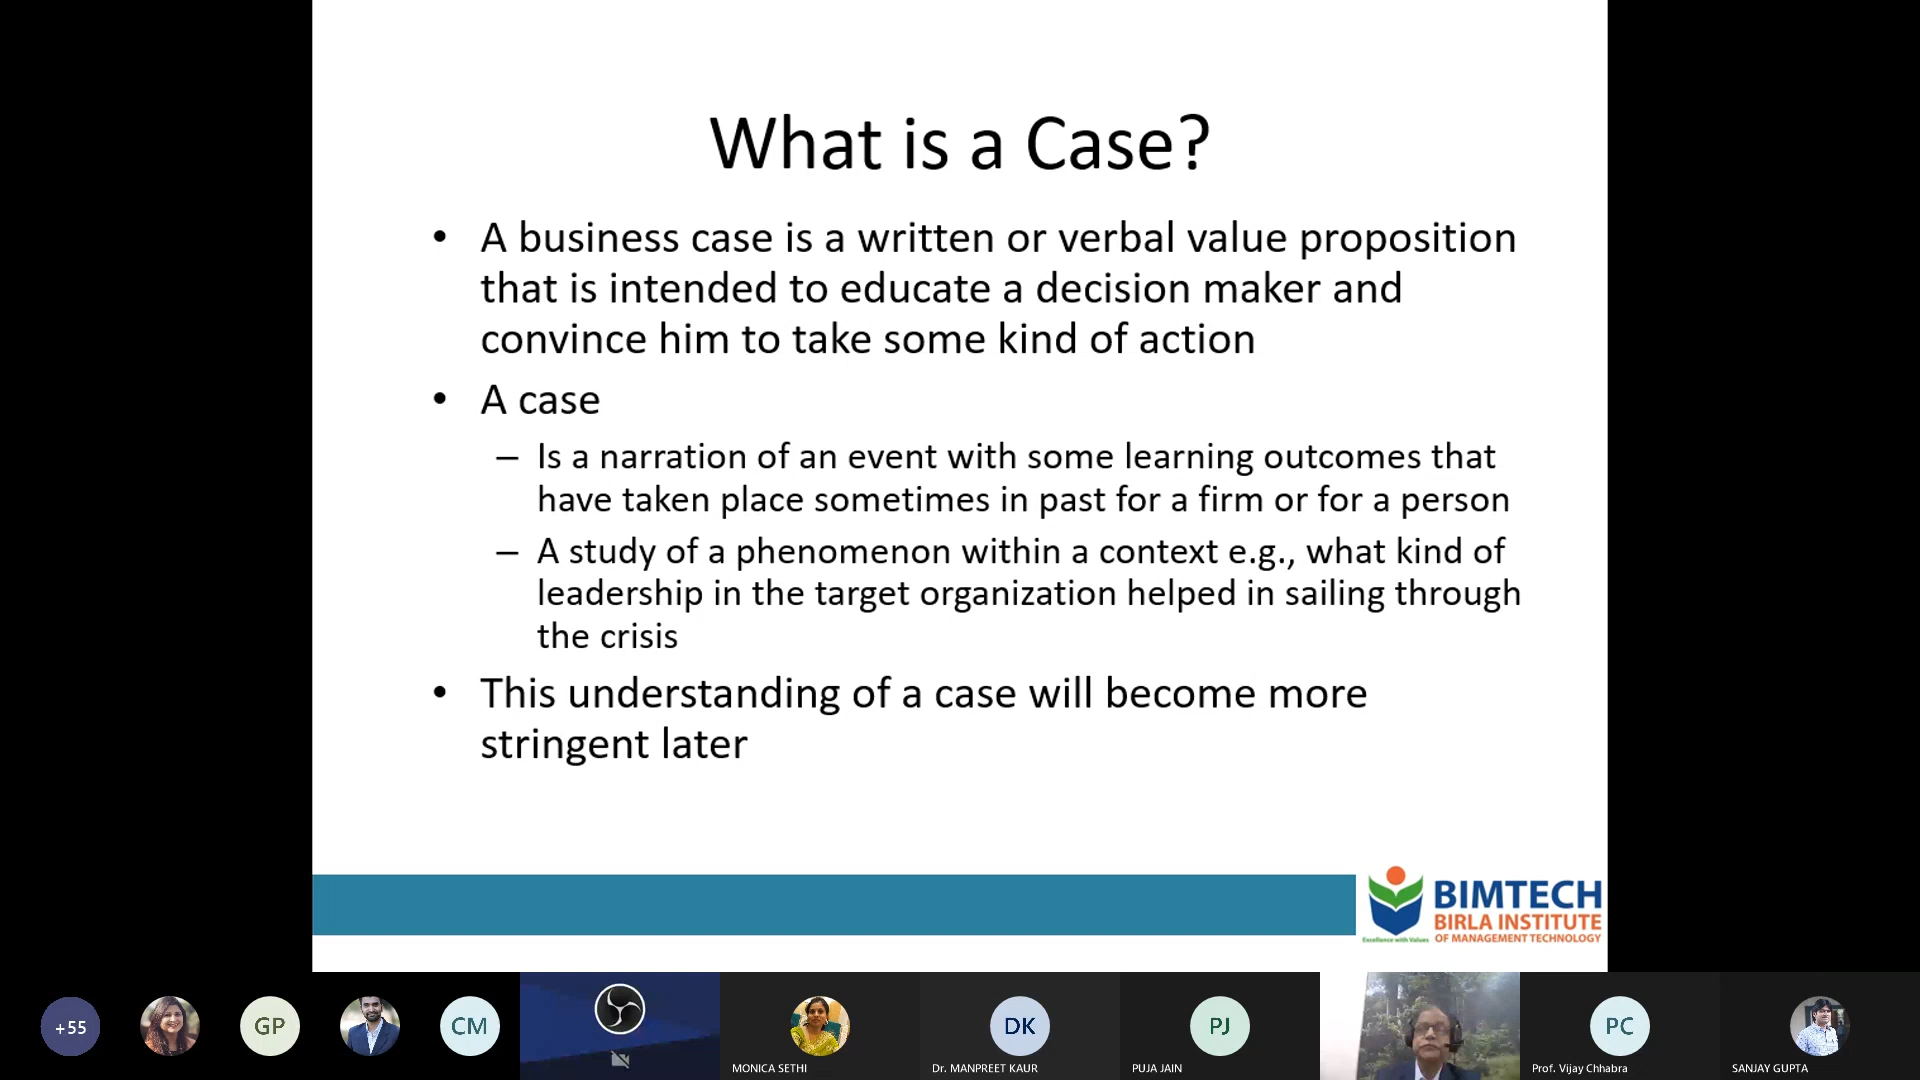 What is a Case?
• A business case is a written or verbal value proposition
that is intended to educate a decision maker and
convince him to take some kind of action
• A case
– Is a narration of an event with some learning outcomes that
have taken place sometimes in past for a firm or for a person
– A study of a phenomenon within a context e.g., what kind of
leadership in the target organization helped in sailing through
the crisis
• This understanding of a case will become more
stringent later
BIMTECH
BIRLA INSTITUTE
OF MANAGEMENT TECHNOLOGY
Excellence with Values
+55
GP
CM
DK
PJ
PC
MONICA SETHI
Dr. MANPREET KAUR
PUJA JAIN
Prof. Vijay Chhabra
SANJAY GUPTA